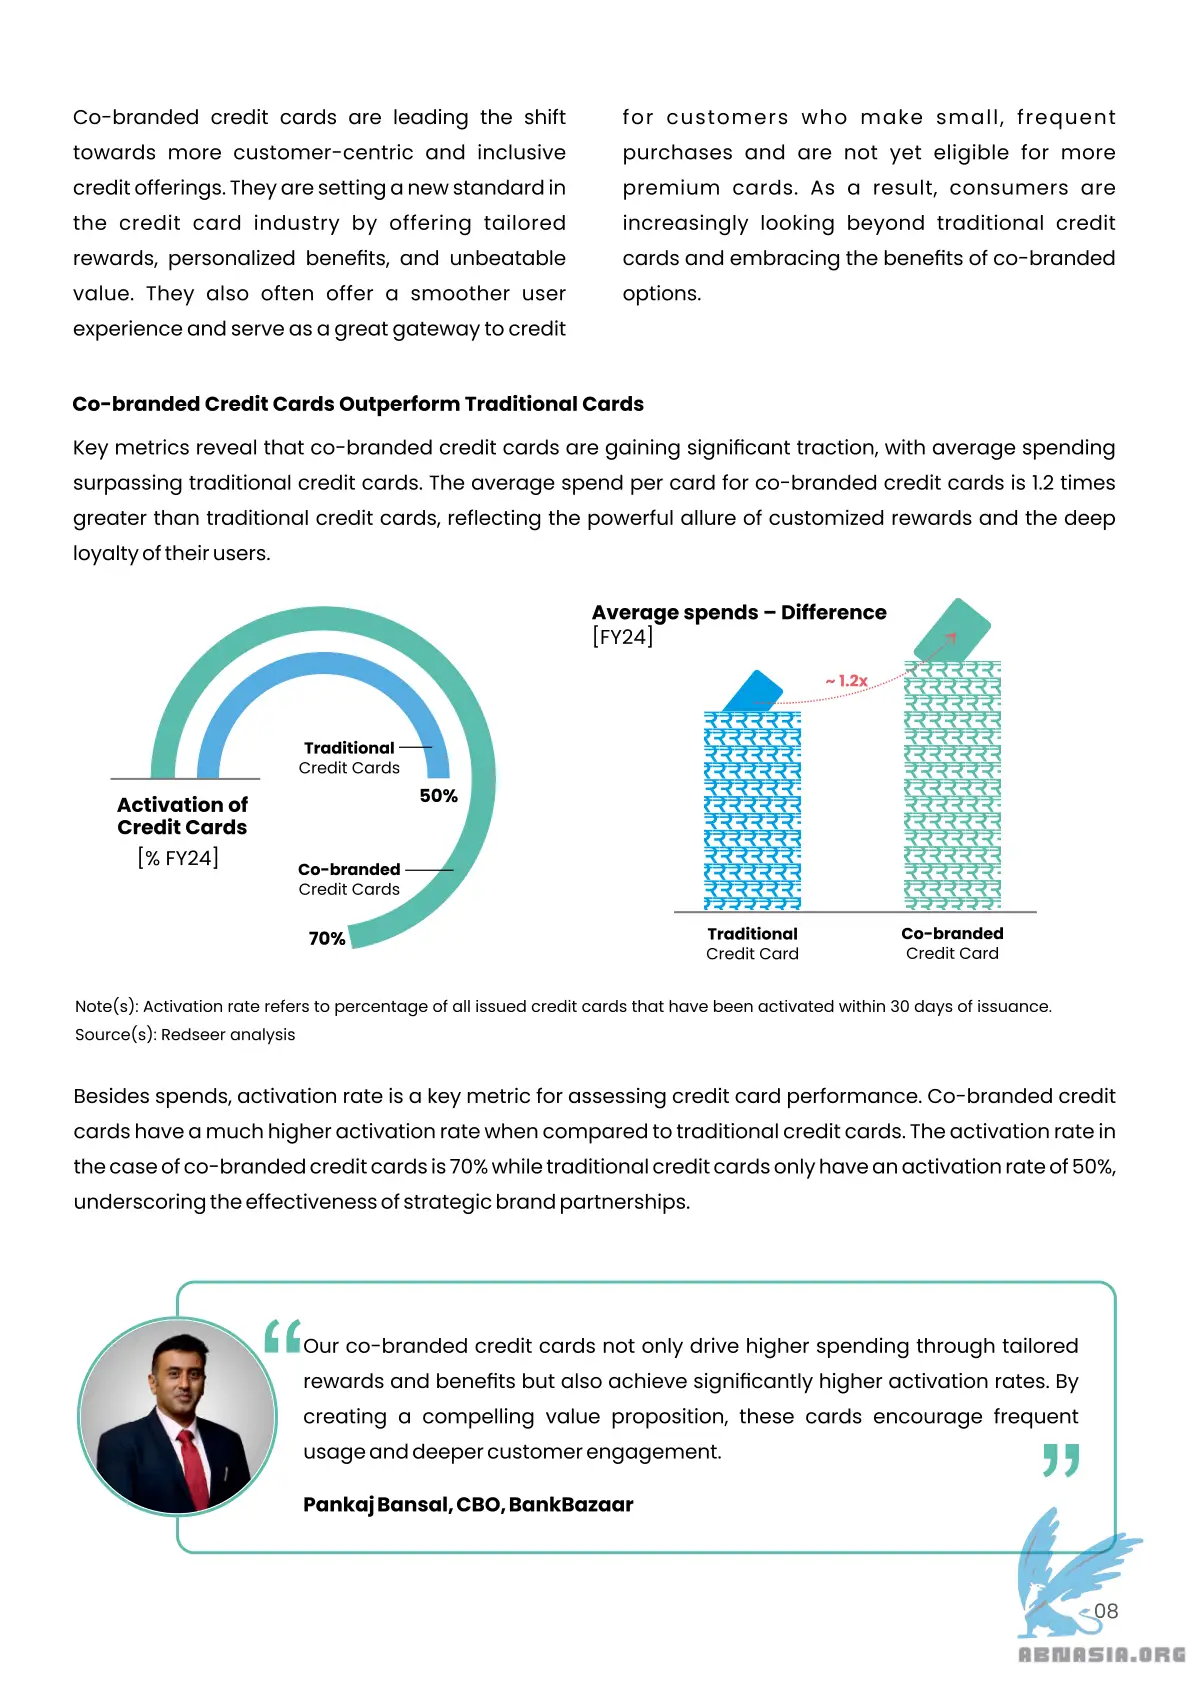 Co-branded credit cards are leading the shift
towards more customer-centric and inclusive
credit offerings. They are setting a new standard in
the credit card industry by offering tailored
rewards, personalized benefits, and unbeatable
value. They also often offer a smoother user
experience and serve as a great gateway to credit
for customers who make small, frequent
purchases and are not yet eligible for more
premium cards. As a result, consumers are
increasingly looking beyond traditional credit
cards and embracing the benefits of co-branded
options.
Co-branded Credit Cards Outperform Traditional Cards
Key metrics reveal that co-branded credit cards are gaining significant traction, with average spending
surpassing traditional credit cards. The average spend per card for co-branded credit cards is 1.2 times
greater than traditional credit cards, reflecting the powerful allure of customized rewards and the deep
loyalty of their users.
Traditional
Credit Cards
50%
Activation of
Credit Cards
[% FY24]
Co-branded
Credit Cards
70%
Average spends – Difference
[FY24]
~ 1.2x
Traditional
Credit Card
Co-branded
Credit Card
Note(s): Activation rate refers to percentage of all issued credit cards that have been activated within 30 days of issuance.
Source(s): Redseer analysis
Besides spends, activation rate is a key metric for assessing credit card performance. Co-branded credit
cards have a much higher activation rate when compared to traditional credit cards. The activation rate in
the case of co-branded credit cards is 70% while traditional credit cards only have an activation rate of 50%,
underscoring the effectiveness of strategic brand partnerships.
“Our co-branded credit cards not only drive higher spending through tailored
rewards and benefits but also achieve significantly higher activation rates. By
creating a compelling value proposition, these cards encourage frequent
usage and deeper customer engagement.”
Pankaj Bansal, CBO, BankBazaar
08
ABNASIA.ORG